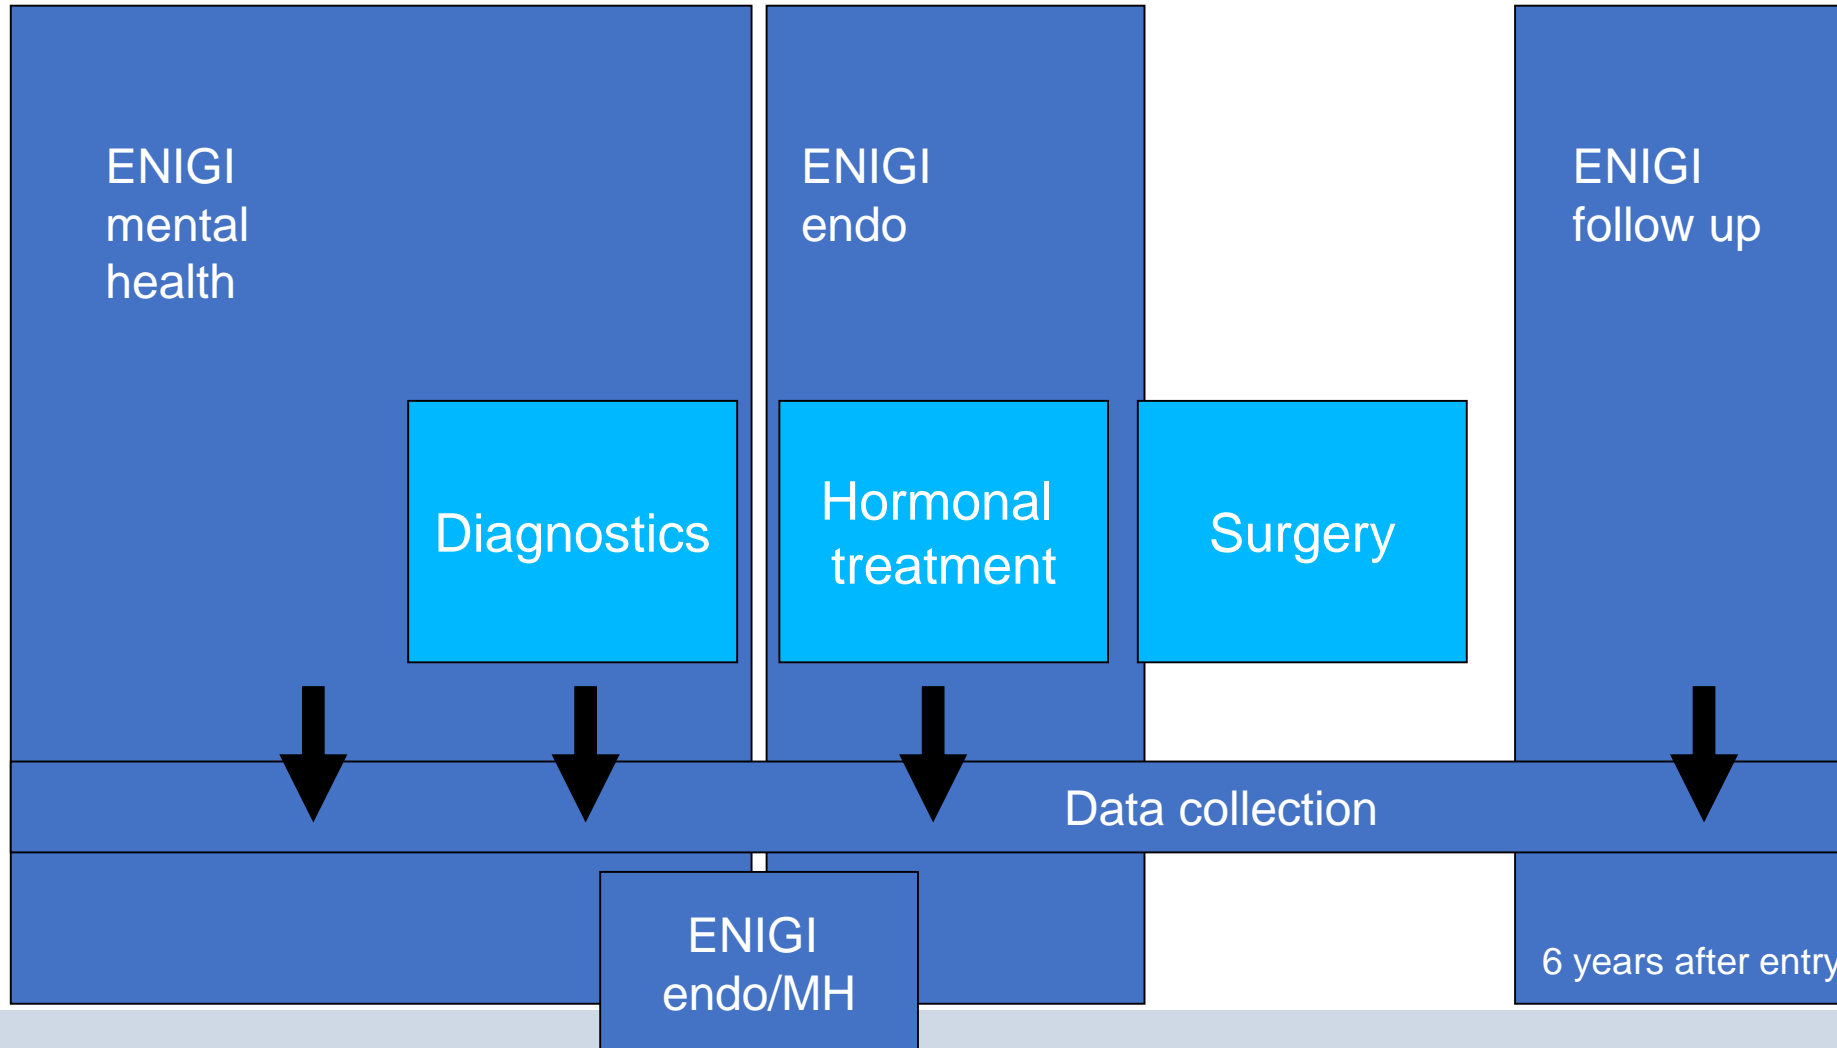 ENIGI
mental
health
ENIGI
endo
ENIGI
follow up
Diagnostics
Hormonal
treatment
Surgery
Data collection
ENIGI
endo/MH
6 years after entry